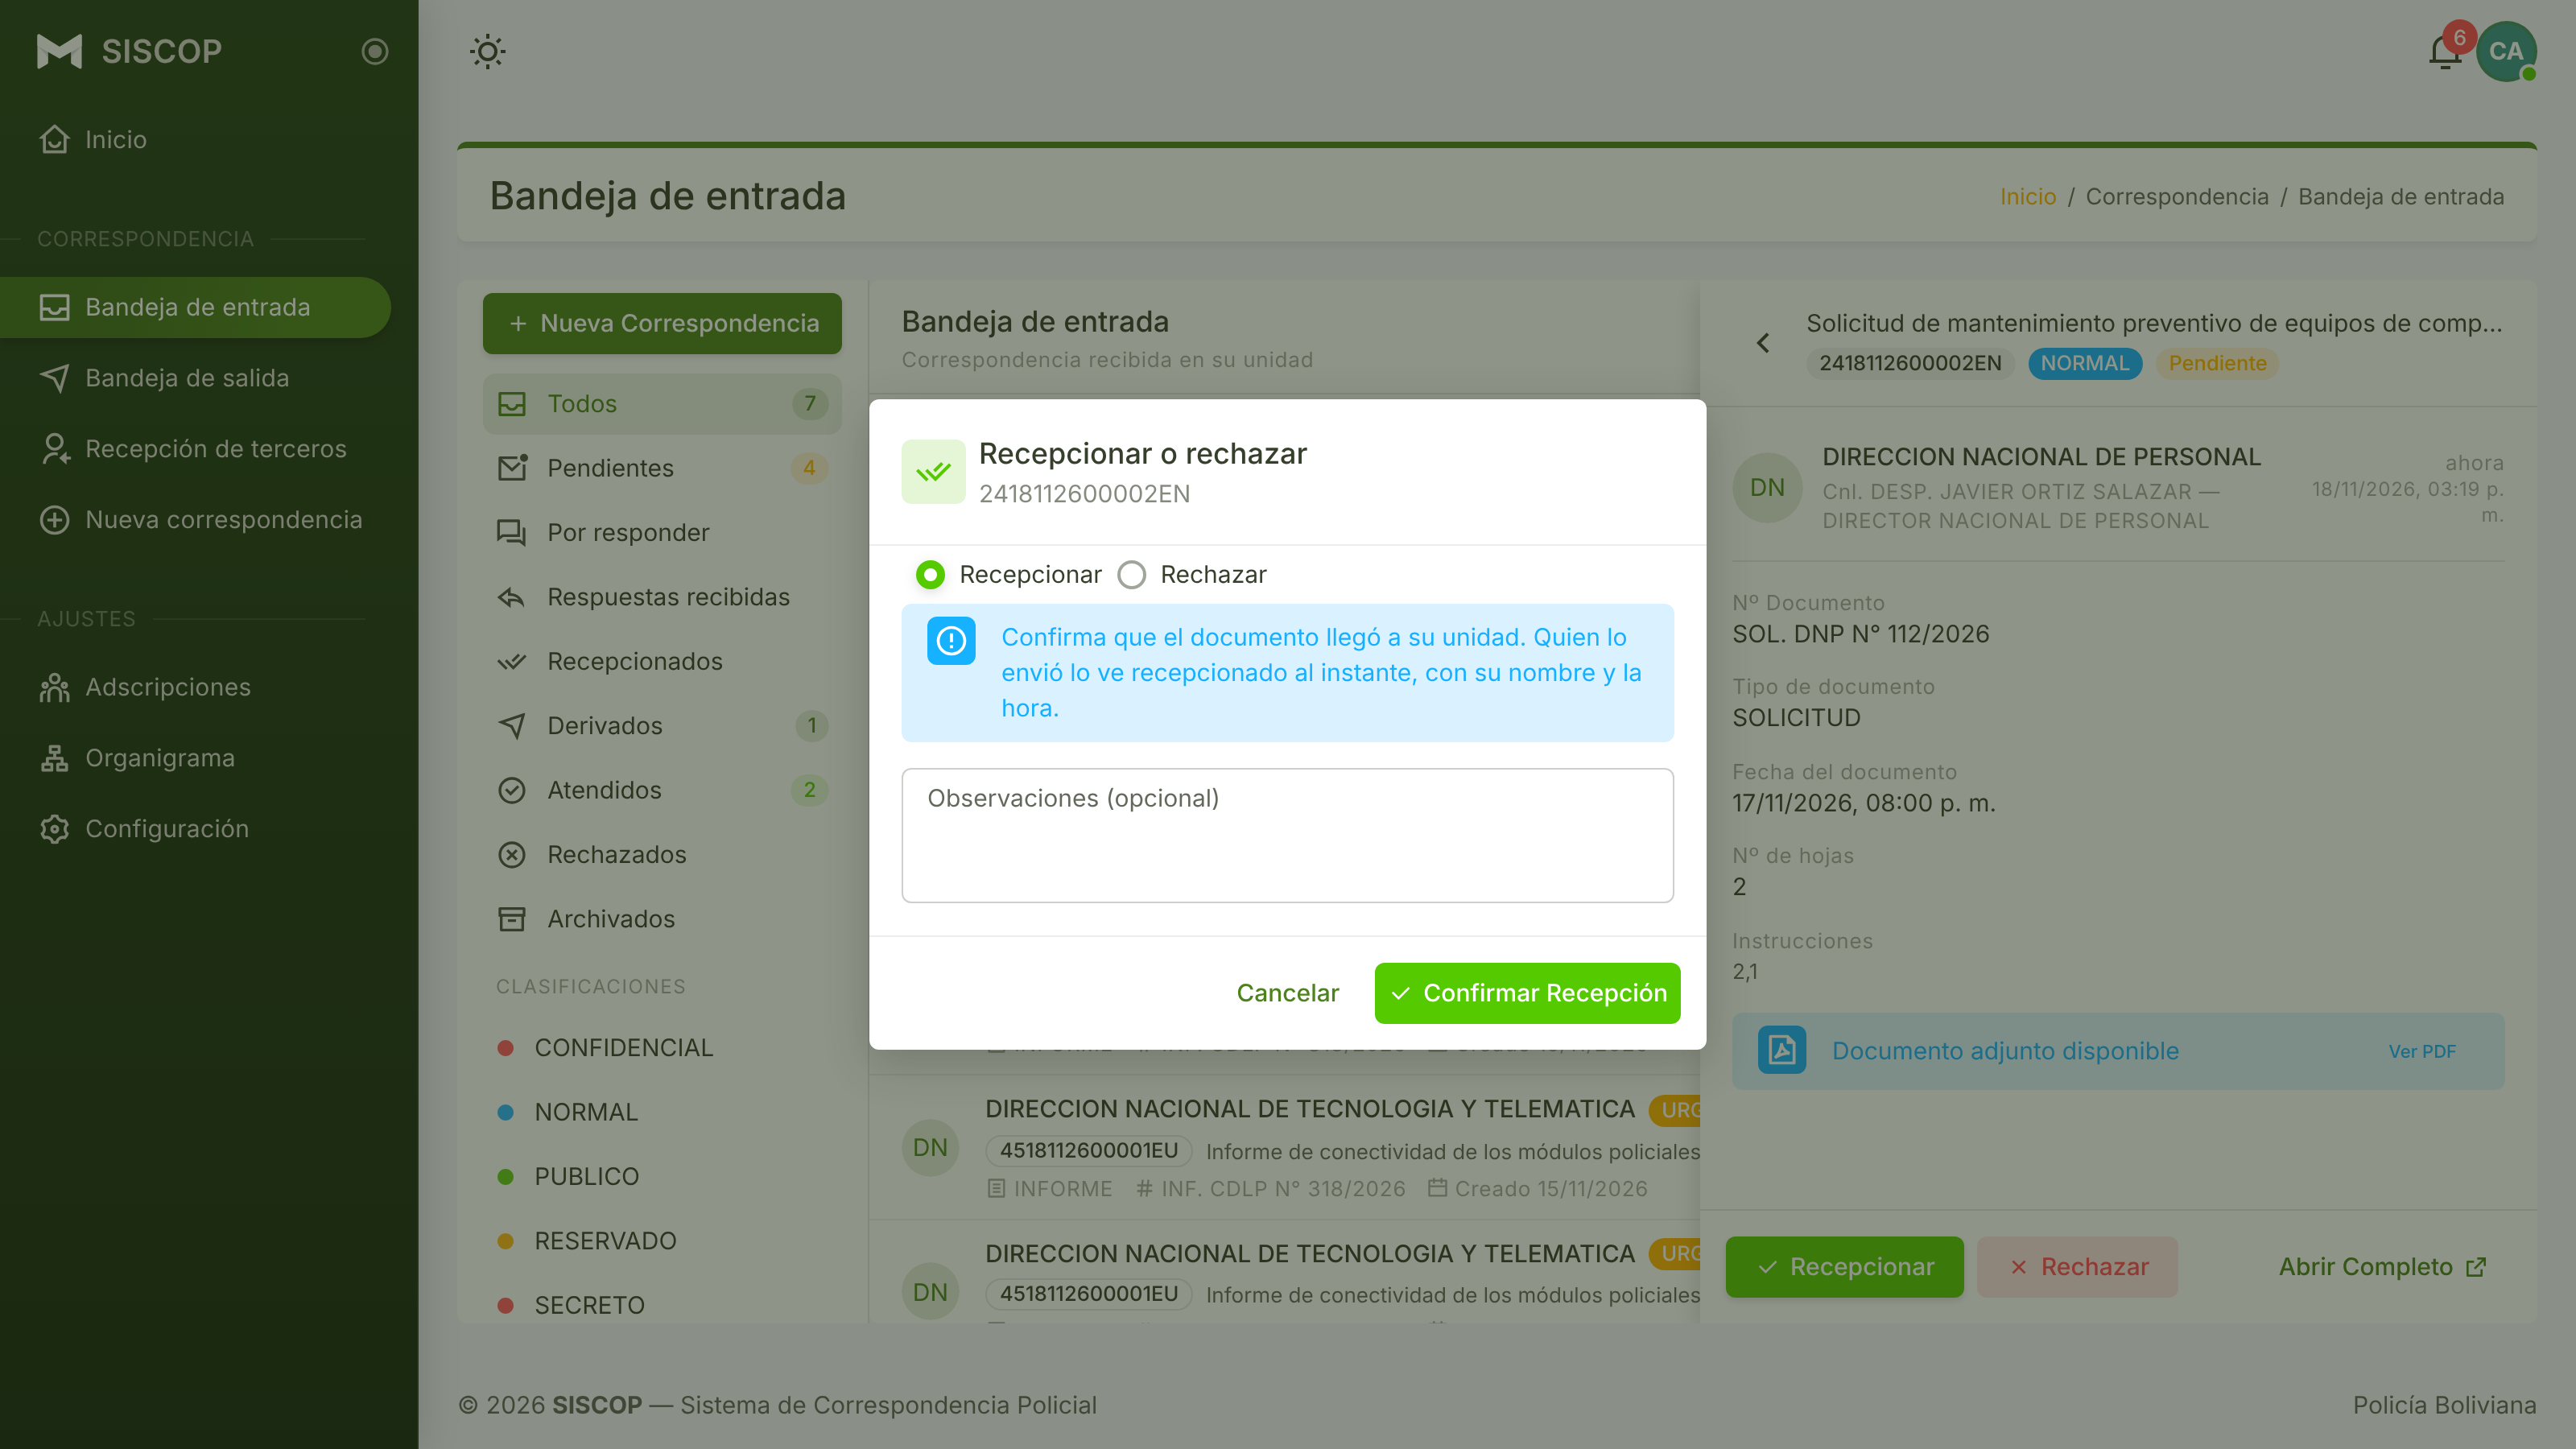 SISCOP
6
CA
Inicio
CORRESPONDENCIA
Bandeja de entrada
Bandeja de salida
Recepción de terceros
Nueva correspondencia
AJUSTES
Adscripciones
Organigrama
Configuración
Bandeja de entrada
Inicio / Correspondencia / Bandeja de entrada
+ Nueva Correspondencia
Todos 7
Pendientes 4
Por responder
Respuestas recibidas
Recepcionados
Derivados 1
Atendidos 2
Rechazados
Archivados
CLASIFICACIONES
CONFIDENCIAL
NORMAL
PUBLICO
RESERVADO
SECRETO
Bandeja de entrada
Correspondencia recibida en su unidad
Recepcionar o rechazar
2418112600002EN
Recepcionar Rechazar
Confirma que el documento llegó a su unidad. Quien lo
envió lo ve recepcionado al instante, con su nombre y la
hora.
Observaciones (opcional)
Cancelar
Confirmar Recepción
DN
DIRECCION NACIONAL DE TECNOLOGIA Y TELEMATICA URG
4518112600001EU Informe de conectividad de los módulos policiales
INFORME # INF. CDLP N° 318/2026 Creado 15/11/2026
DN
DIRECCION NACIONAL DE TECNOLOGIA Y TELEMATICA URG
4518112600001EU Informe de conectividad de los módulos policiales
Solicitud de mantenimiento preventivo de equipos de comp...
2418112600002EN NORMAL Pendiente
DN
DIRECCION NACIONAL DE PERSONAL
Cnl. DESP. JAVIER ORTIZ SALAZAR —
DIRECTOR NACIONAL DE PERSONAL
ahora
18/11/2026, 03:19 p.
m.
Nº Documento
SOL. DNP N° 112/2026
Tipo de documento
SOLICITUD
Fecha del documento
17/11/2026, 08:00 p. m.
Nº de hojas
2
Instrucciones
2,1
Documento adjunto disponible Ver PDF
Recepcionar
Rechazar
Abrir Completo
© 2026 SISCOP — Sistema de Correspondencia Policial
Policía Boliviana